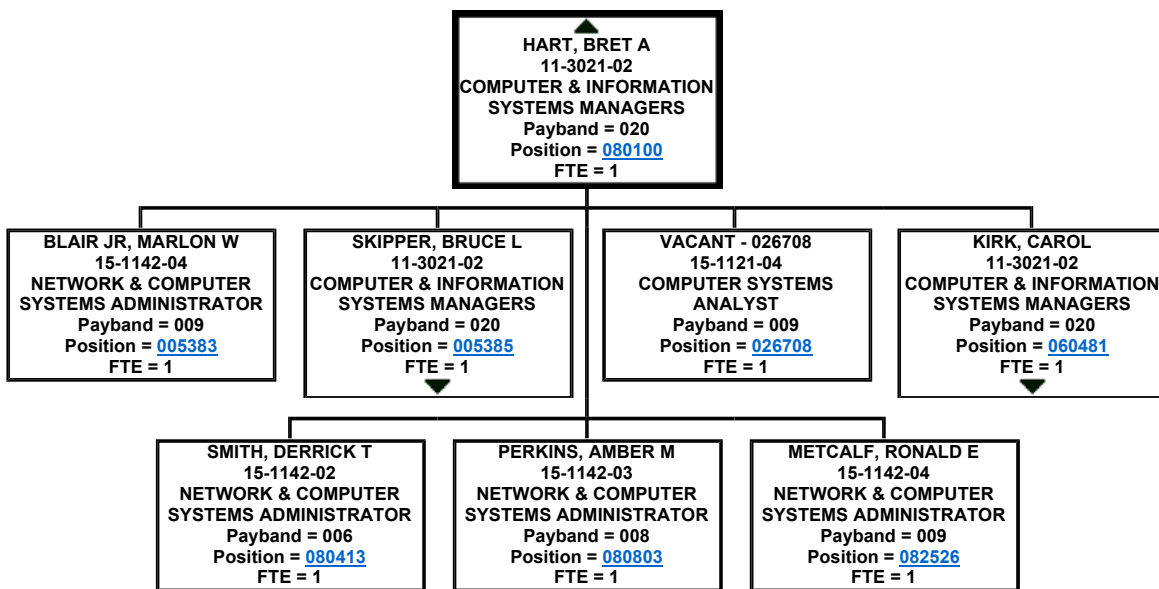 HART, BRET A
11-3021-02
COMPUTER & INFORMATION
SYSTEMS MANAGERS
Payband = 020
Position = 080100
FTE = 1
BLAIR JR, MARLON W
15-1142-04
NETWORK & COMPUTER
SYSTEMS ADMINISTRATOR
Payband = 009
Position = 005383
FTE = 1
SKIPPER, BRUCE L
11-3021-02
COMPUTER & INFORMATION
SYSTEMS MANAGERS
Payband = 020
Position = 005385
FTE = 1
VACANT - 026708
15-1121-04
COMPUTER SYSTEMS
ANALYST
Payband = 009
Position = 026708
FTE = 1
KIRK, CAROL
11-3021-02
COMPUTER & INFORMATION
SYSTEMS MANAGERS
Payband = 020
Position = 060481
FTE = 1
SMITH, DERRICK T
15-1142-02
NETWORK & COMPUTER
SYSTEMS ADMINISTRATOR
Payband = 006
Position = 080413
FTE = 1
PERKINS, AMBER M
15-1142-03
NETWORK & COMPUTER
SYSTEMS ADMINISTRATOR
Payband = 008
Position = 080803
FTE = 1
METCALF, RONALD E
15-1142-04
NETWORK & COMPUTER
SYSTEMS ADMINISTRATOR
Payband = 009
Position = 082526
FTE = 1